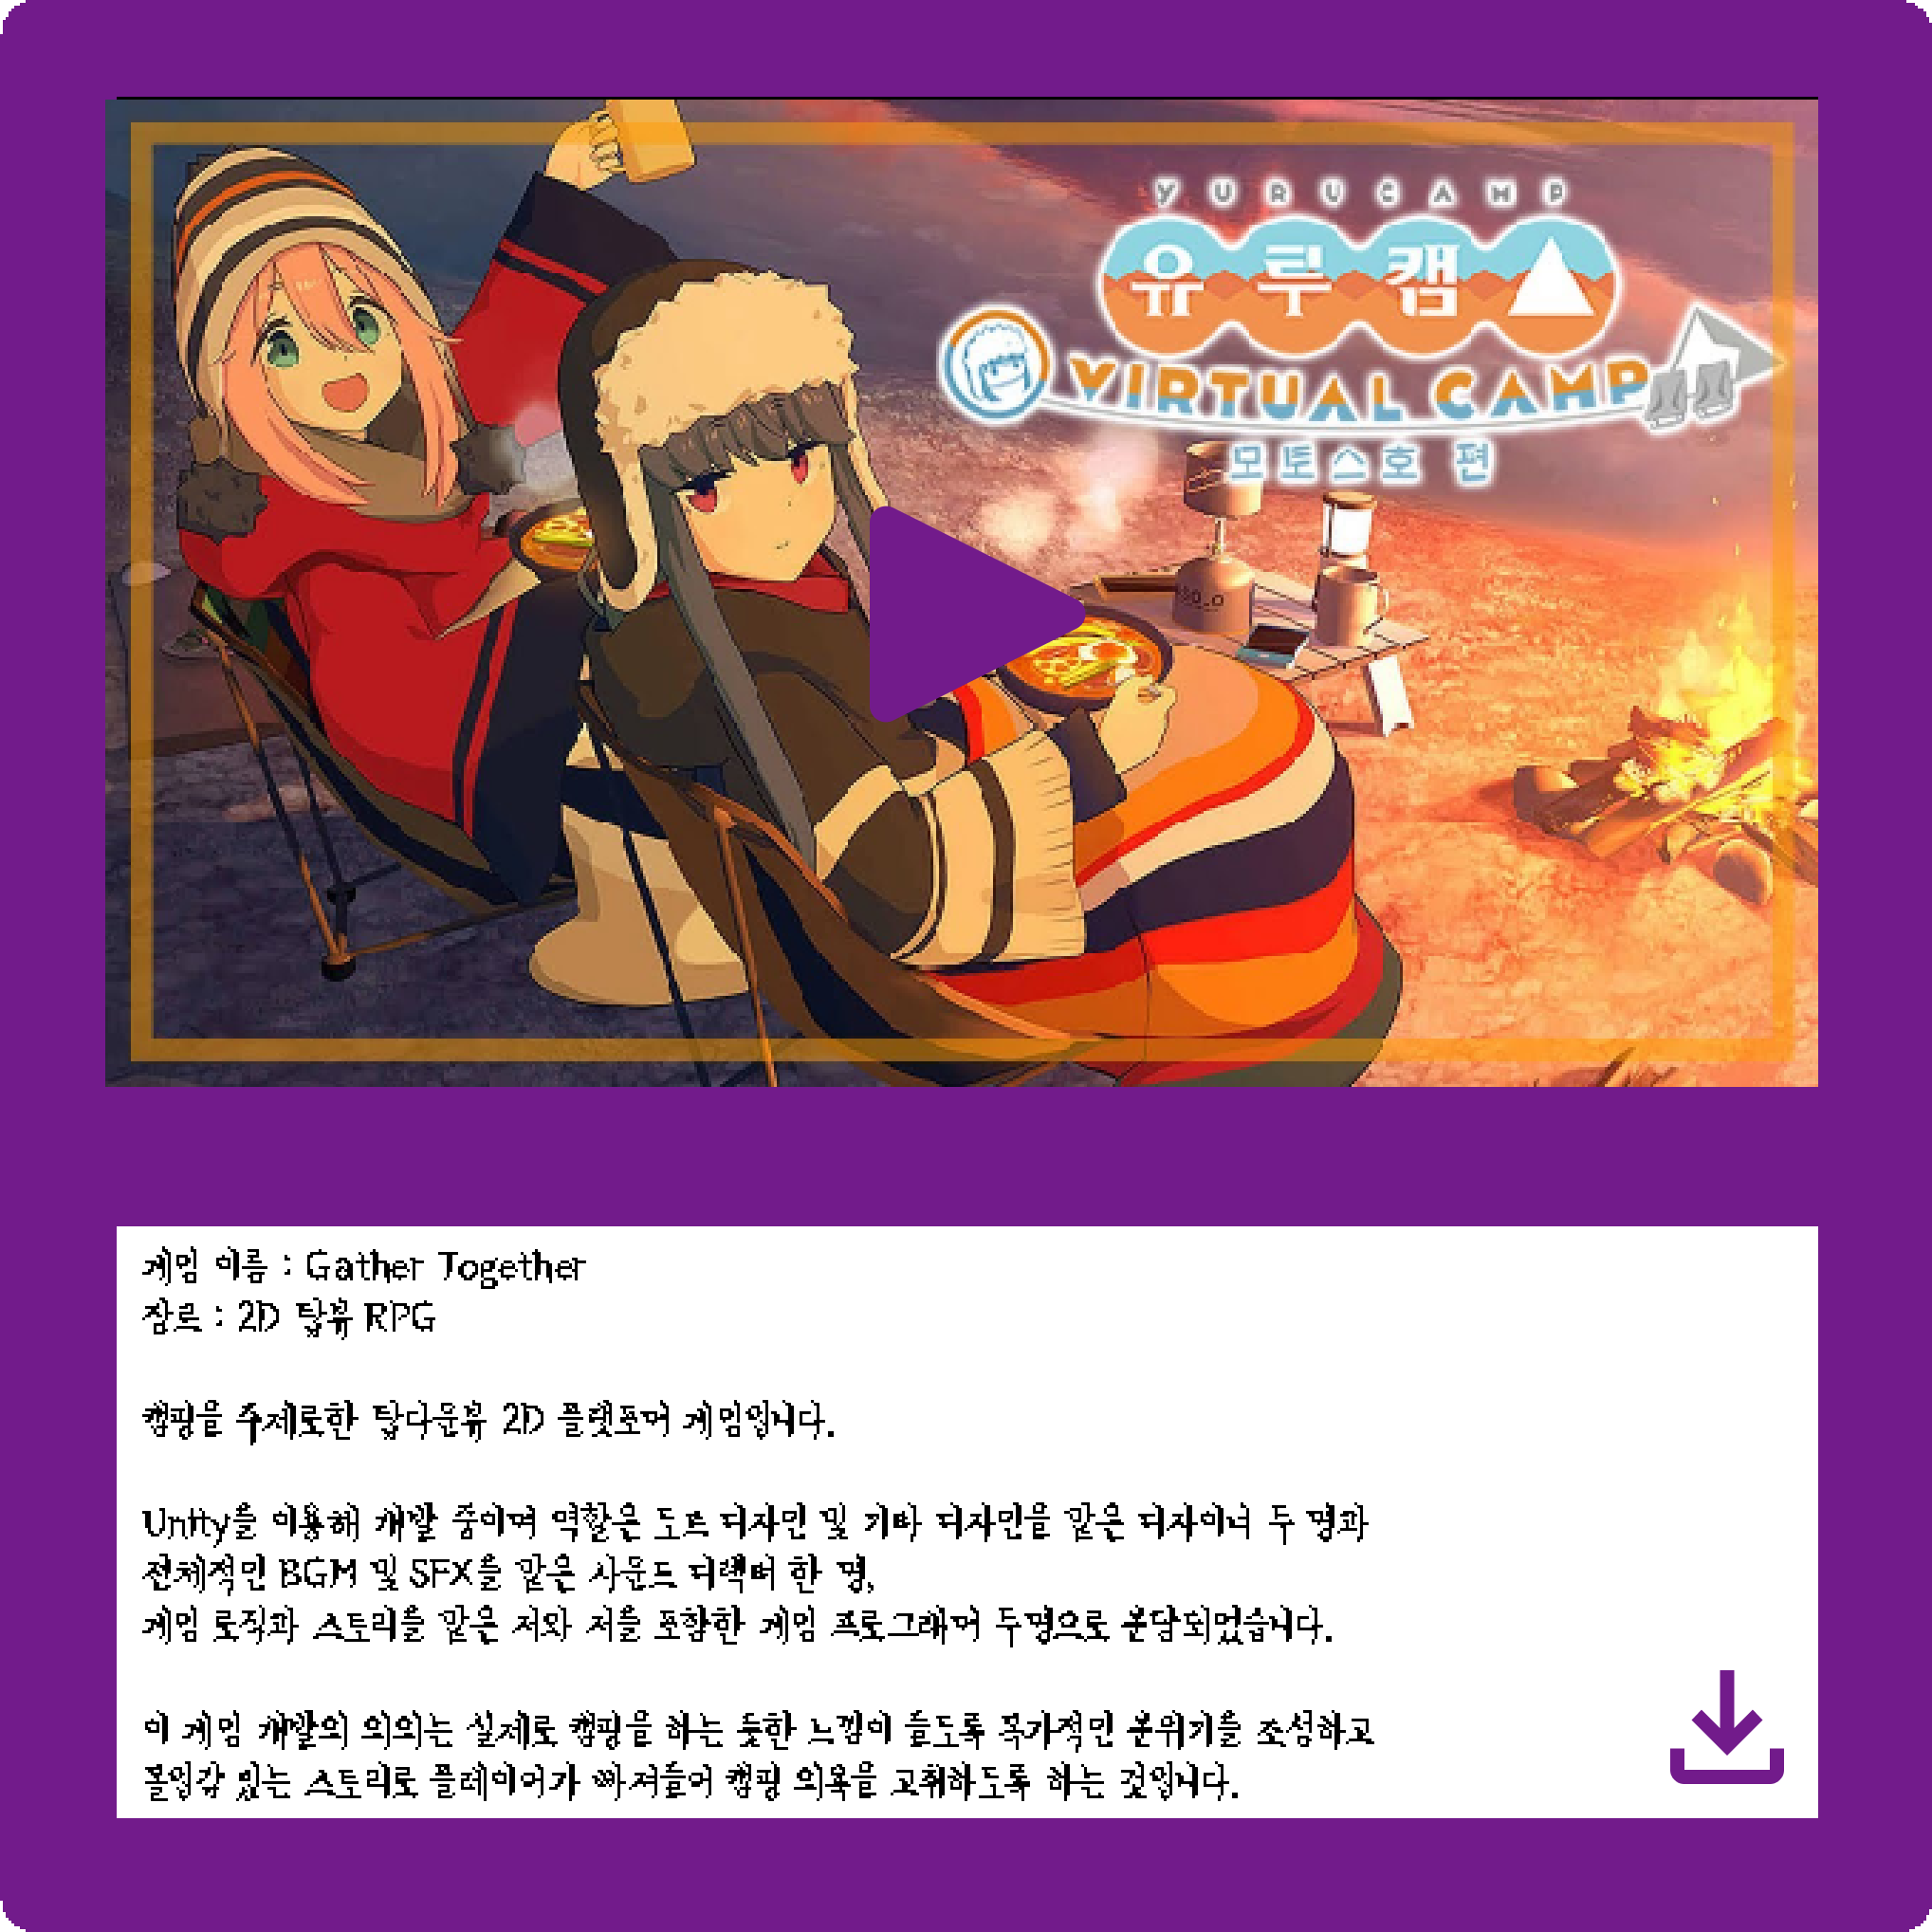 YURUCAMP
유루캠△
VIRTUAL CAMP
모토스호 편
게임 이름 : Gather Together
장르 : 2D 탑뷰 RPG
캠핑을 주제로한 탑다운뷰 2D 플랫포머 게임입니다.
Unity을 이용해 개발 중이며 역할은 도트 디자인 및 기타 디자인을 맡은 디자이너 두 명과
전체적인 BGM 및 SFX을 맡은 사운드 디렉터 한 명,
게임 로직과 스토리를 맡은 저와 저를 포함한 게임 프로그래머 두명으로 분담되었습니다.
이 게임 개발의 의의는 실제로 캠핑을 하는 듯한 느낌이 들도록 목가적인 분위기를 조성하고
몰입감 있는 스토리로 플레이어가 빠져들어 캠핑 의욕을 고취하도록 하는 것입니다.